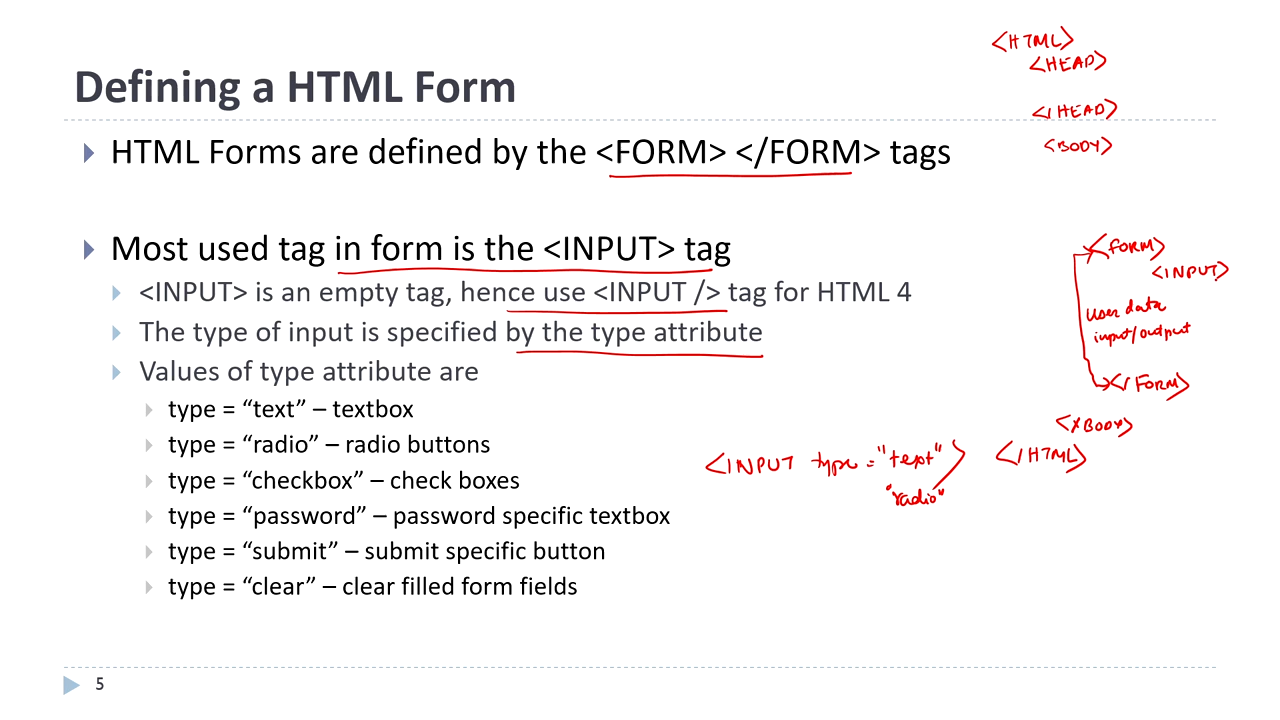 Defining a HTML Form
HTML Forms are defined by the <FORM> </FORM> tags
Most used tag in form is the <INPUT> tag
<INPUT> is an empty tag, hence use <INPUT /> tag for HTML 4
The type of input is specified by the type attribute
Values of type attribute are
type = “text” – textbox
type = “radio” – radio buttons
type = “checkbox” – check boxes
type = “password” – password specific textbox
type = “submit” – submit specific button
type = “clear” – clear filled form fields
<INPUT type = "text">
"radio"
<HTML>
<HEAD>
</HEAD>
<BODY>
<FORM>
<INPUT>
user data
input/output
</FORM>
</BODY>
</HTML>
5